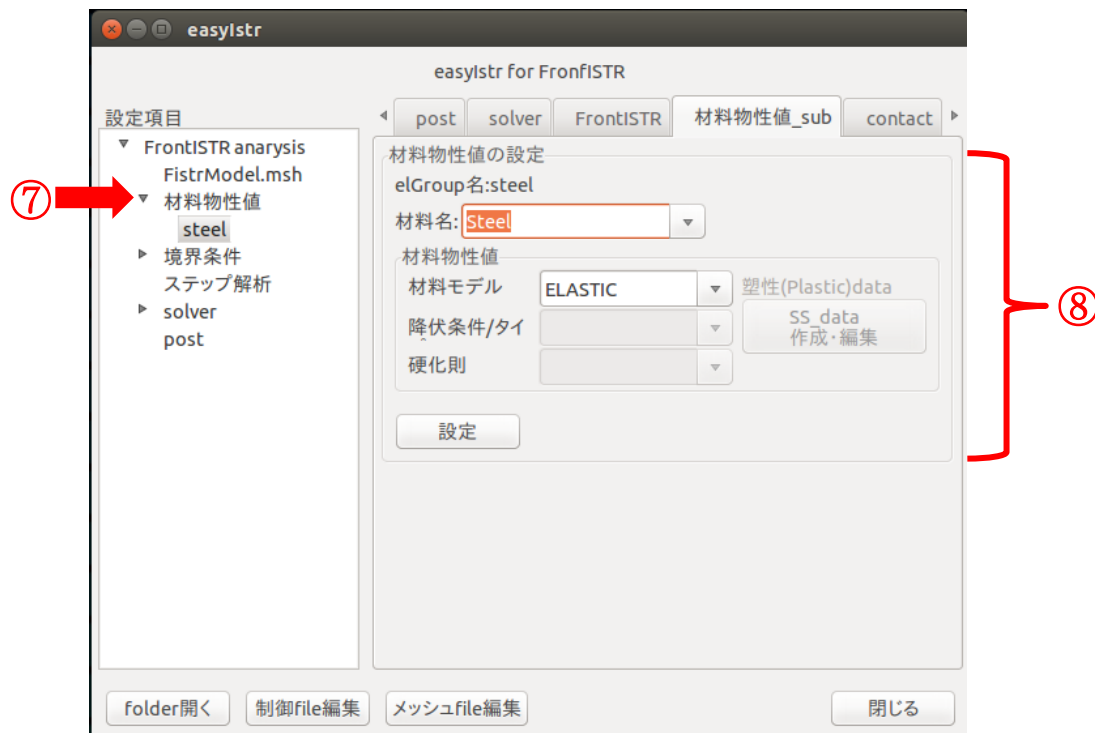 easyIstr
easyIstr for FronfISTR
設定項目
FrontISTR anarysis
FistrModel.msh
⑦
材料物性値
steel
境界条件
ステップ解析
solver
post
post
solver
FrontISTR
材料物性値_sub
contact
材料物性値の設定
elGroup名:steel
材料名: Steel
材料物性値
材料モデル
ELASTIC
塑性(Plastic)data
降伏条件/タイ
SS_data
作成・編集
硬化則
設定
⑧
folder開く
制御file編集
メッシュfile編集
閉じる